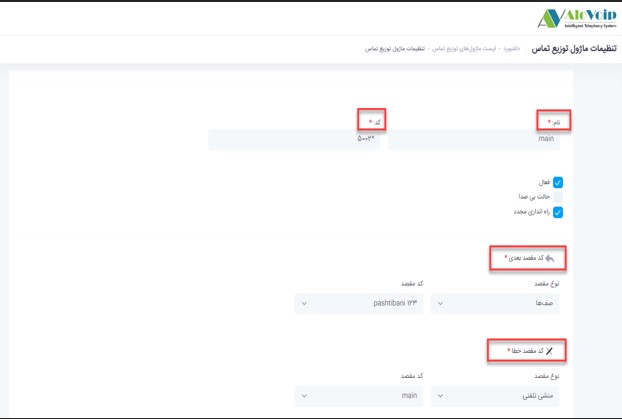 AloVoip
Intelligent Telephony System
تنظیمات ماژول توزیع تماس
داشبورد - لیست ماژول‌های توزیع تماس - تنظیمات ماژول توزیع تماس
نام: * کد: *
main ۵۰۰۲*
فعال
حالت بی صدا
راه اندازی مجدد
کد مقصد بعدی *
نوع مقصد کد مقصد
صف‌ها pashtibani ۱۲۳
کد مقصد خطا *
نوع مقصد کد مقصد
منشی تلفنی main